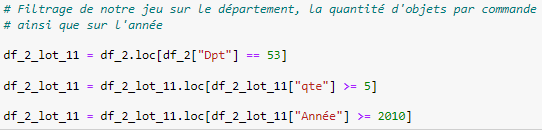 # Filtrage de notre jeu sur le département, la quantité d'objets par commande
# ainsi que sur l'année
df_2_lot_11 = df_2.loc[df_2["Dpt"] == 53]
df_2_lot_11 = df_2_lot_11.loc[df_2_lot_11["qte"] >= 5]
df_2_lot_11 = df_2_lot_11.loc[df_2_lot_11["Année"] >= 2010]